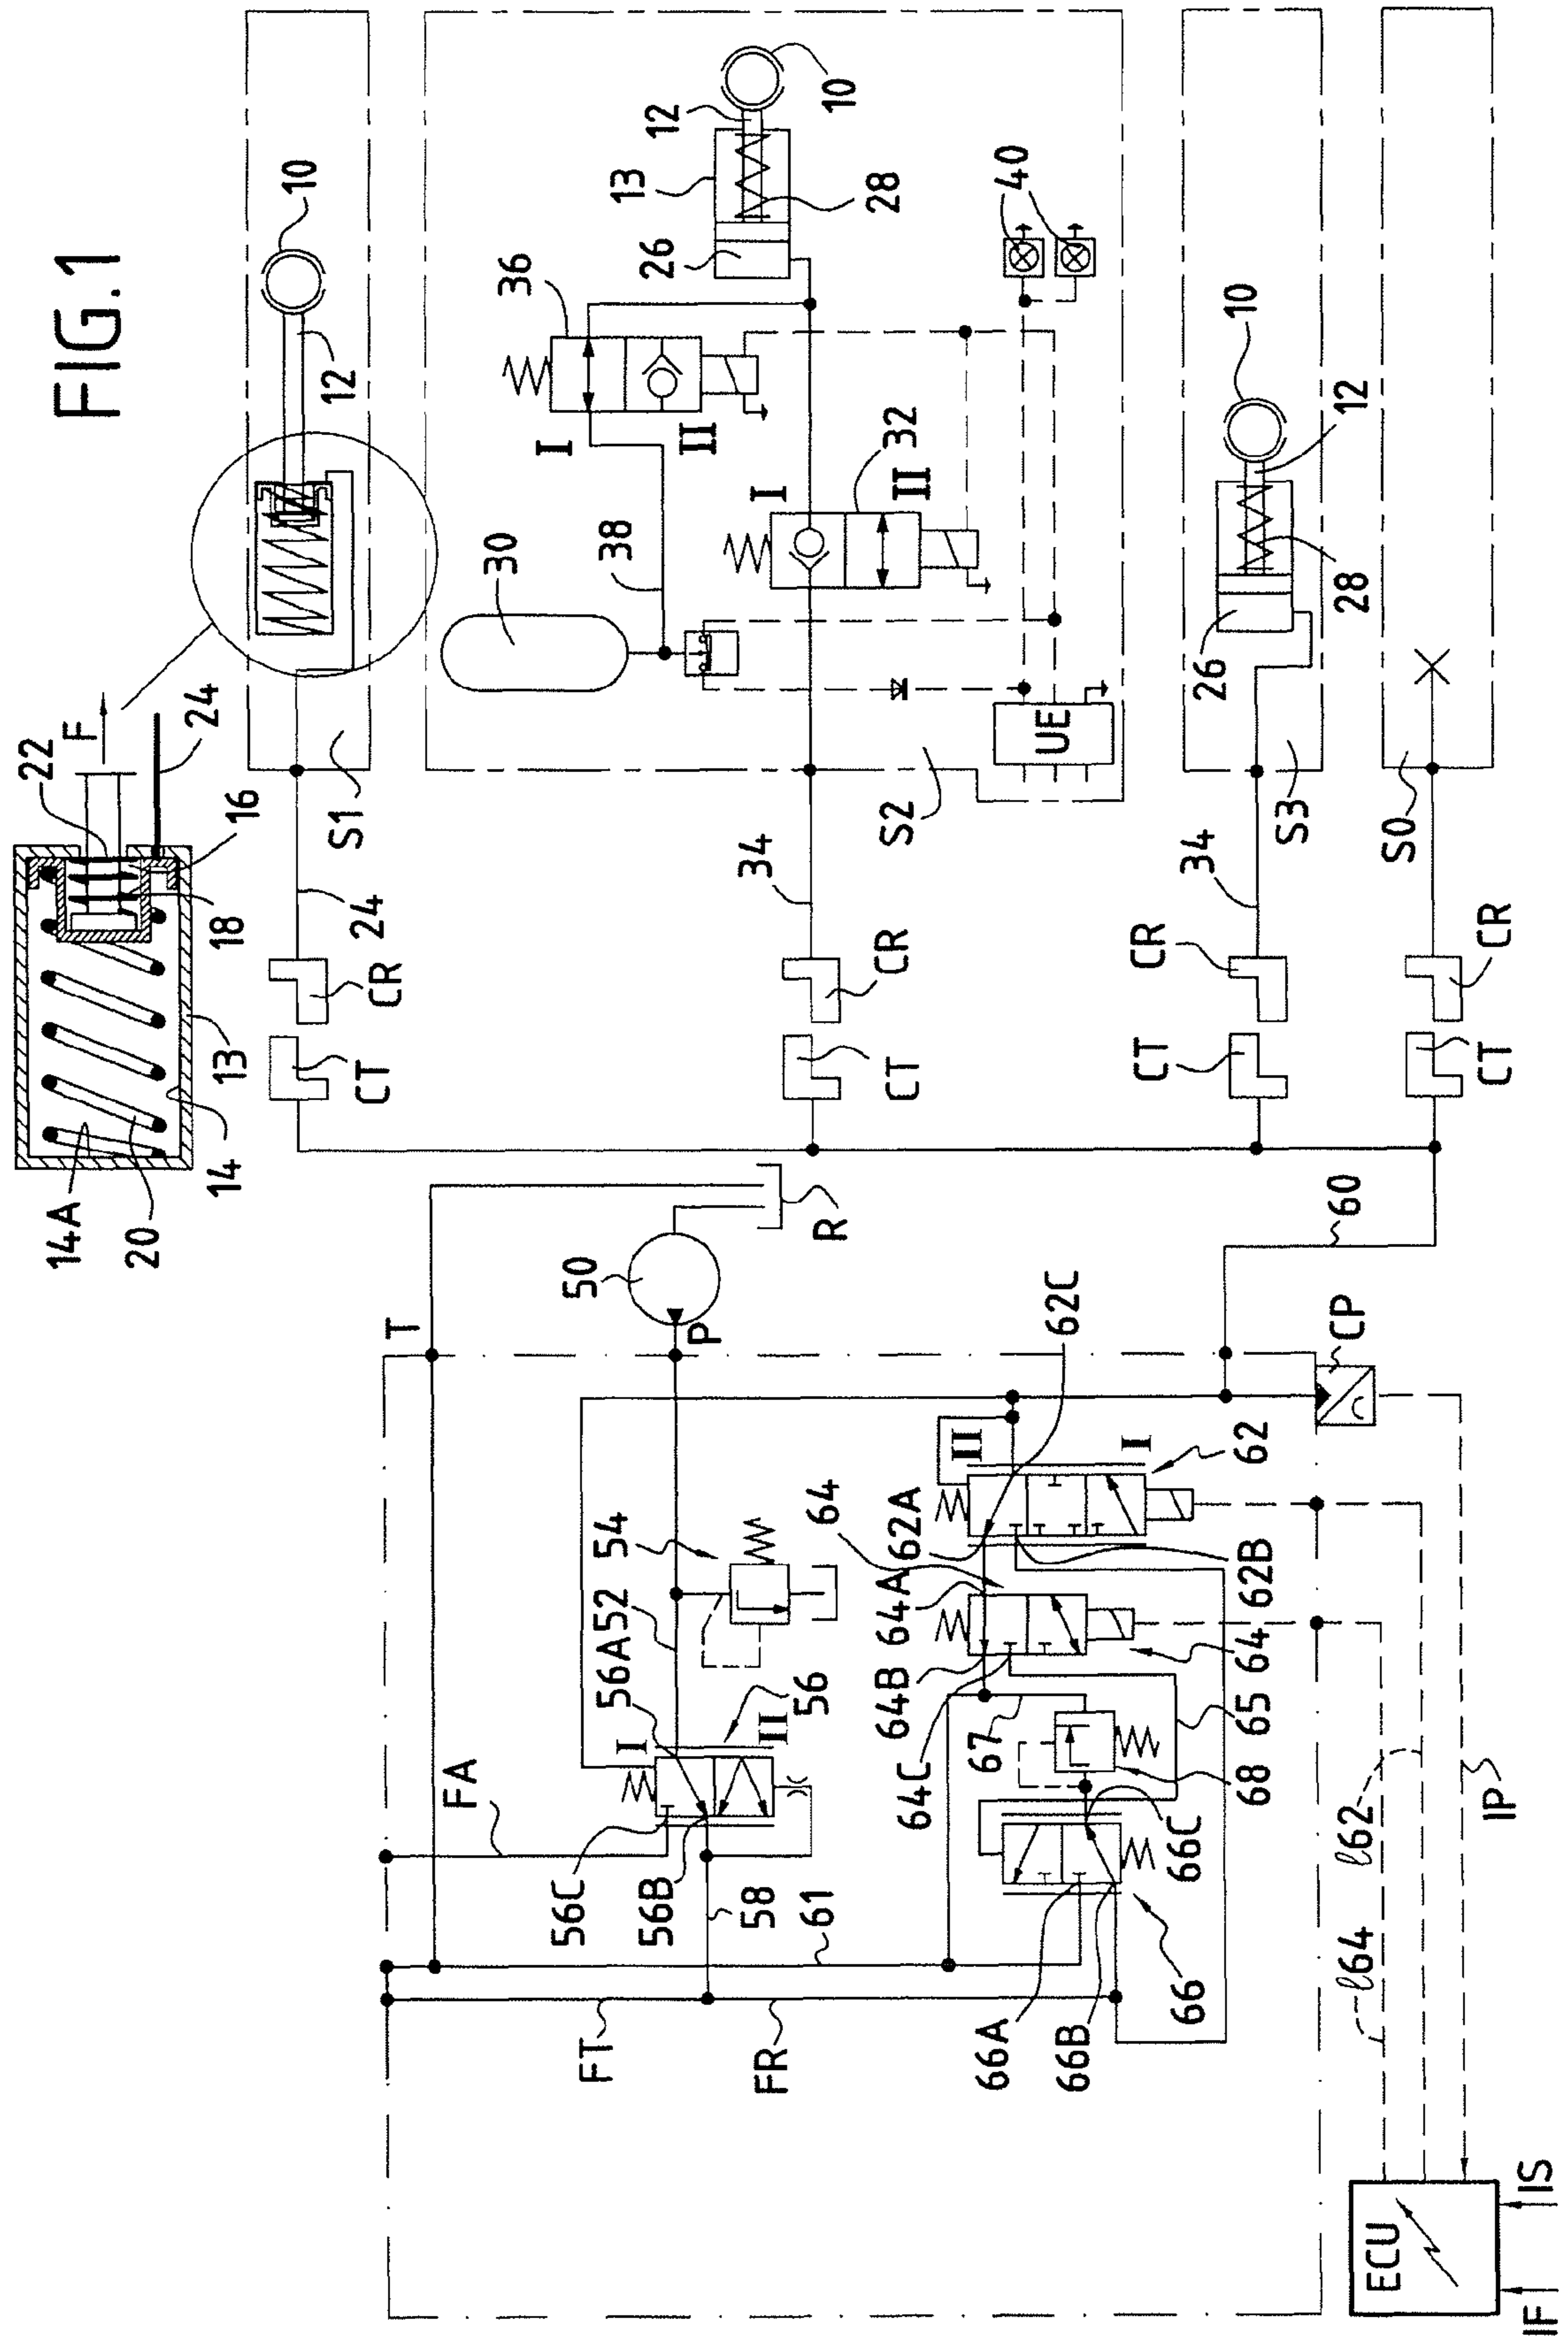 FIG.1
22
F
24
16
18
13
14
14A
20
10
12
S1
24
CR
CT
10
12
13
28
26
36
I
II
40
30
38
I
II
32
UE
S2
34
CR
CT
10
12
28
26
S3
34
CR
CT
S0
CR
CT
R
50
60
T
P
CP
62C
II
I
62
54
64
62A
62B
64A
52
56A
56
I
II
64B
64
64C
67
65
68
FA
56C
56B
58
61
66C
66
66A
66B
FT
FR
IP
ℓ62
ℓ64
ECU
IS
IF